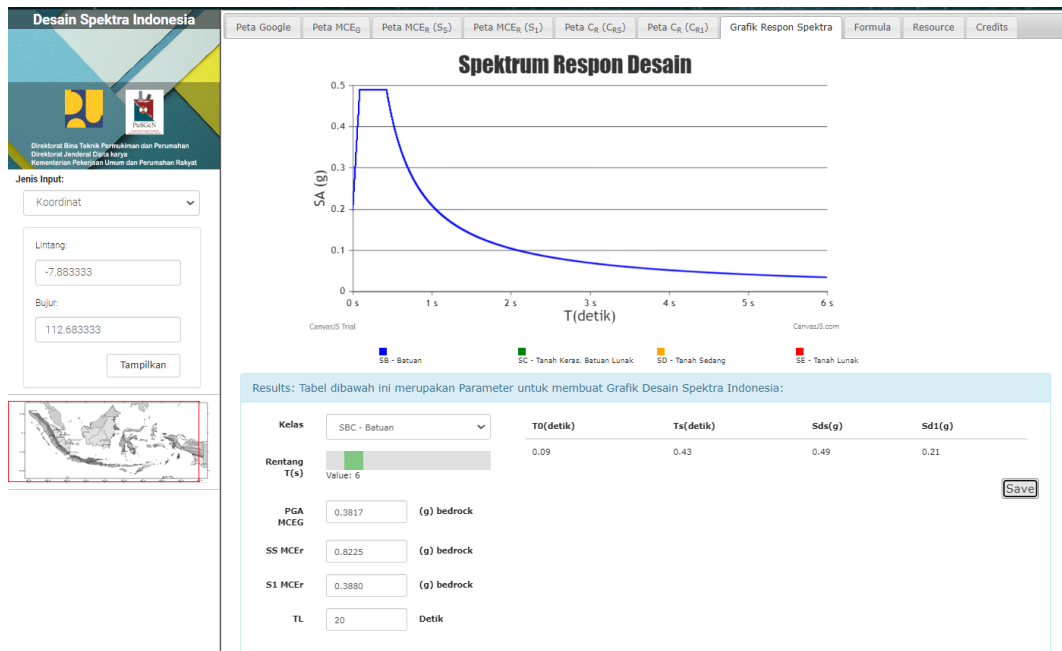 Desain Spektra Indonesia
PuSGeN
Direktorat Bina Teknik Permukiman dan Perumahan
Direktorat Jenderal Cipta karya
Kementerian Pekerjaan Umum dan Perumahan Rakyat
Jenis Input:
Koordinat
Lintang:
-7.883333
Bujur:
112.683333
Tampilkan
Peta Google
Peta MCEG
Peta MCER (SS)
Peta MCER (S1)
Peta CR (CRS)
Peta CR (CR1)
Grafik Respon Spektra
Formula
Resource
Credits
Spektrum Respon Desain
SA (g)
0.5
0.4
0.3
0.2
0.1
0
0 s
1 s
2 s
3 s
4 s
5 s
6 s
T(detik)
CanvasJS Trial
CanvasJS.com
SB - Batuan
SC - Tanah Keras, Batuan Lunak
SD - Tanah Sedang
SE - Tanah Lunak
Results: Tabel dibawah ini merupakan Parameter untuk membuat Grafik Desain Spektra Indonesia:
Kelas
SBC - Batuan
Rentang
T(s)
Value: 6
PGA
MCEG
0.3817
(g) bedrock
SS MCEr
0.8225
(g) bedrock
S1 MCEr
0.3880
(g) bedrock
TL
20
Detik
T0(detik)
Ts(detik)
Sds(g)
Sd1(g)
0.09
0.43
0.49
0.21
Save